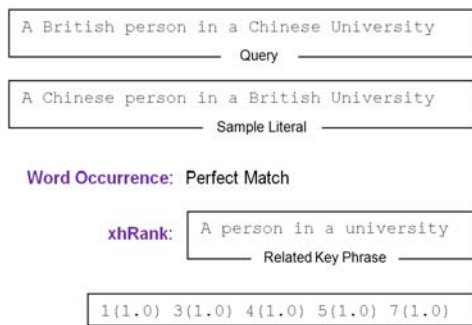 A British person in a Chinese University
Query
A Chinese person in a British University
Sample Literal
Word Occurrence: Perfect Match
xhRank: A person in a university
Related Key Phrase
1(1.0) 3(1.0) 4(1.0) 5(1.0) 7(1.0)